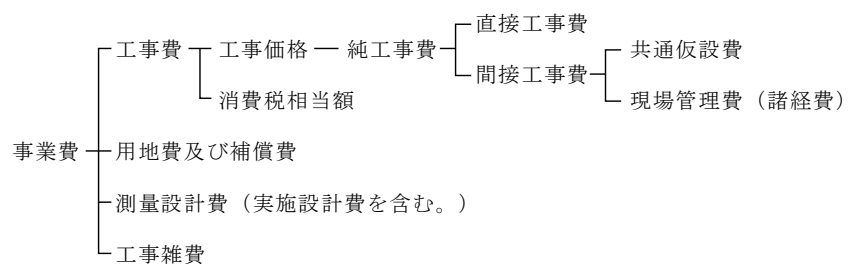 直接工事費
工事費 工事価格 純工事費 共通仮設費
間接工事費
消費税相当額 現場管理費（諸経費）
事業費 用地費及び補償費
測量設計費（実施設計費を含む。）
工事雑費